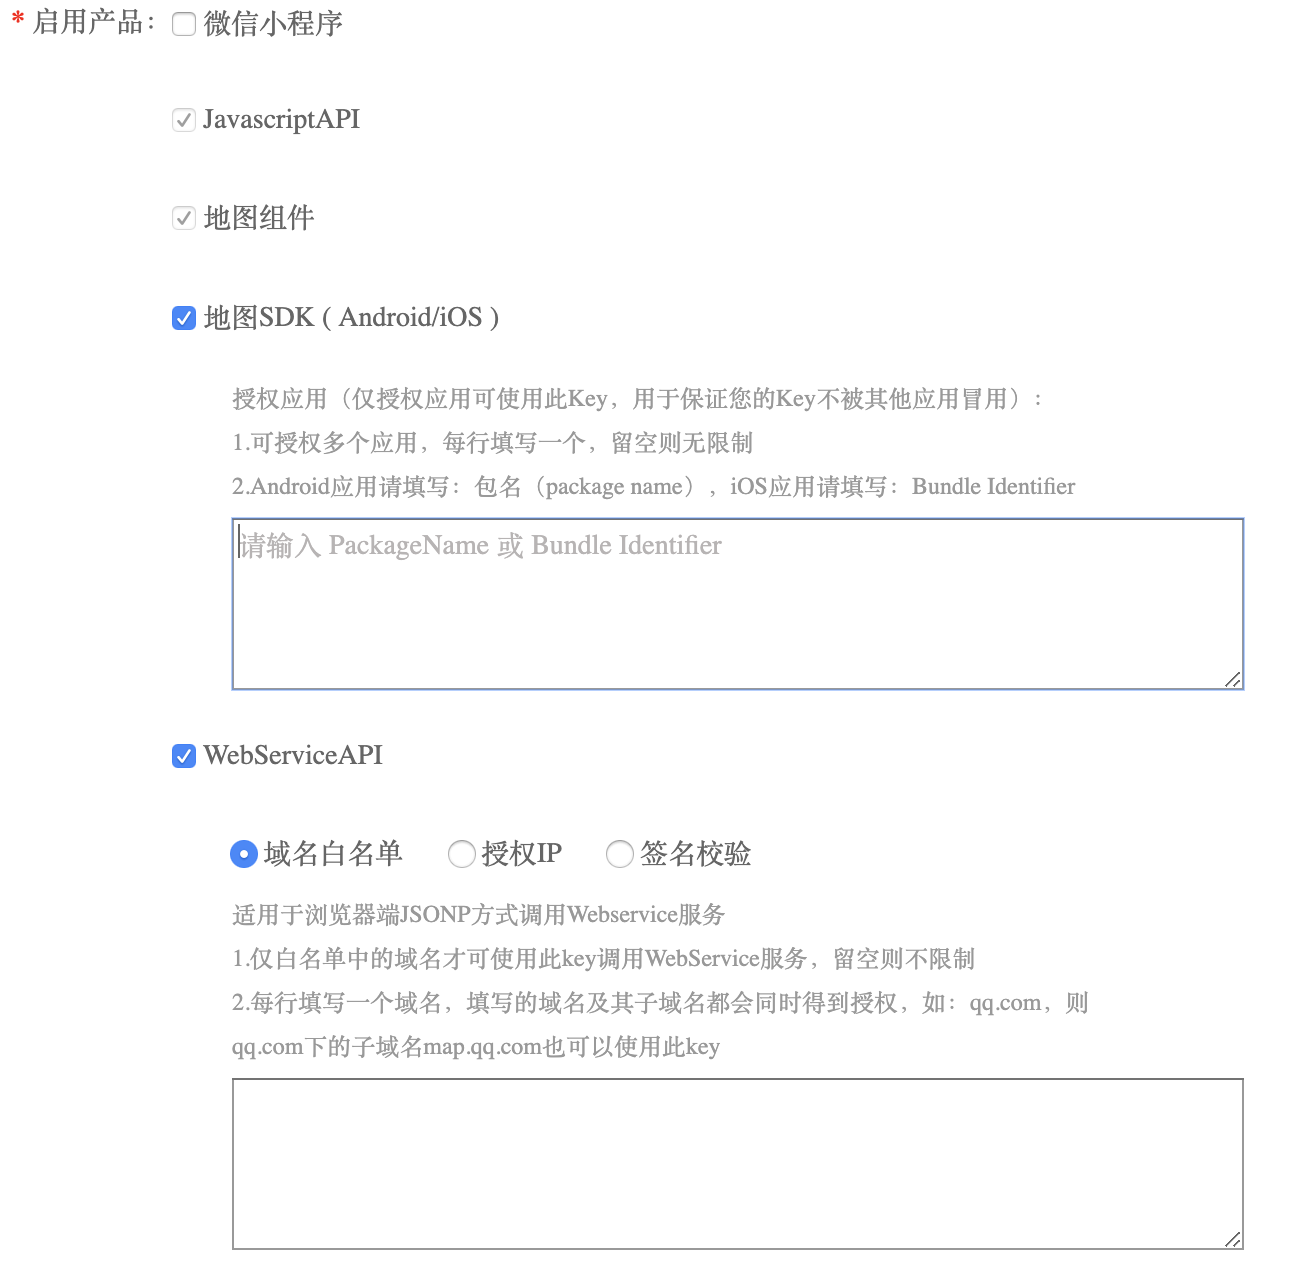 * 启用产品： 微信小程序
JavascriptAPI
地图组件
地图SDK ( Android/iOS )
授权应用（仅授权应用可使用此Key，用于保证您的Key不被其他应用冒用）：
1.可授权多个应用，每行填写一个，留空则无限制
2.Android应用请填写：包名（package name），iOS应用请填写：Bundle Identifier
请输入 PackageName 或 Bundle Identifier
WebServiceAPI
域名白名单 授权IP 签名校验
适用于浏览器端JSONP方式调用Webservice服务
1.仅白名单中的域名才可使用此key调用WebService服务，留空则不限制
2.每行填写一个域名，填写的域名及其子域名都会同时得到授权，如：qq.com，则
qq.com下的子域名map.qq.com也可以使用此key